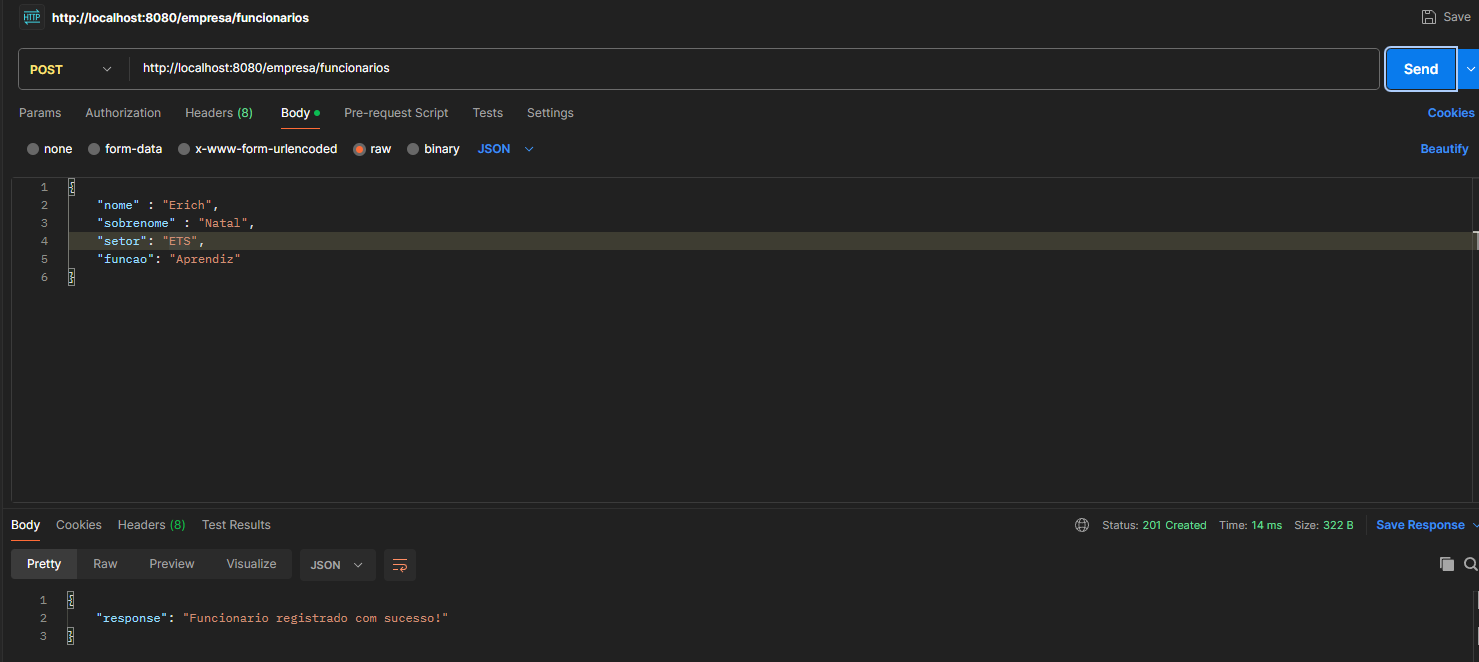 HTTP http://localhost:8080/empresa/funcionarios Save
POST http://localhost:8080/empresa/funcionarios Send
Params Authorization Headers (8) Body Pre-request Script Tests Settings Cookies
none form-data x-www-form-urlencoded raw binary JSON Beautify
1 {
2 "nome" : "Erich",
3 "sobrenome" : "Natal",
4 "setor": "ETS",
5 "funcao": "Aprendiz"
6 }
Body Cookies Headers (8) Test Results Status: 201 Created Time: 14 ms Size: 322 B Save Response
Pretty Raw Preview Visualize JSON
1 {
2 "response": "Funcionario registrado com sucesso!"
3 }